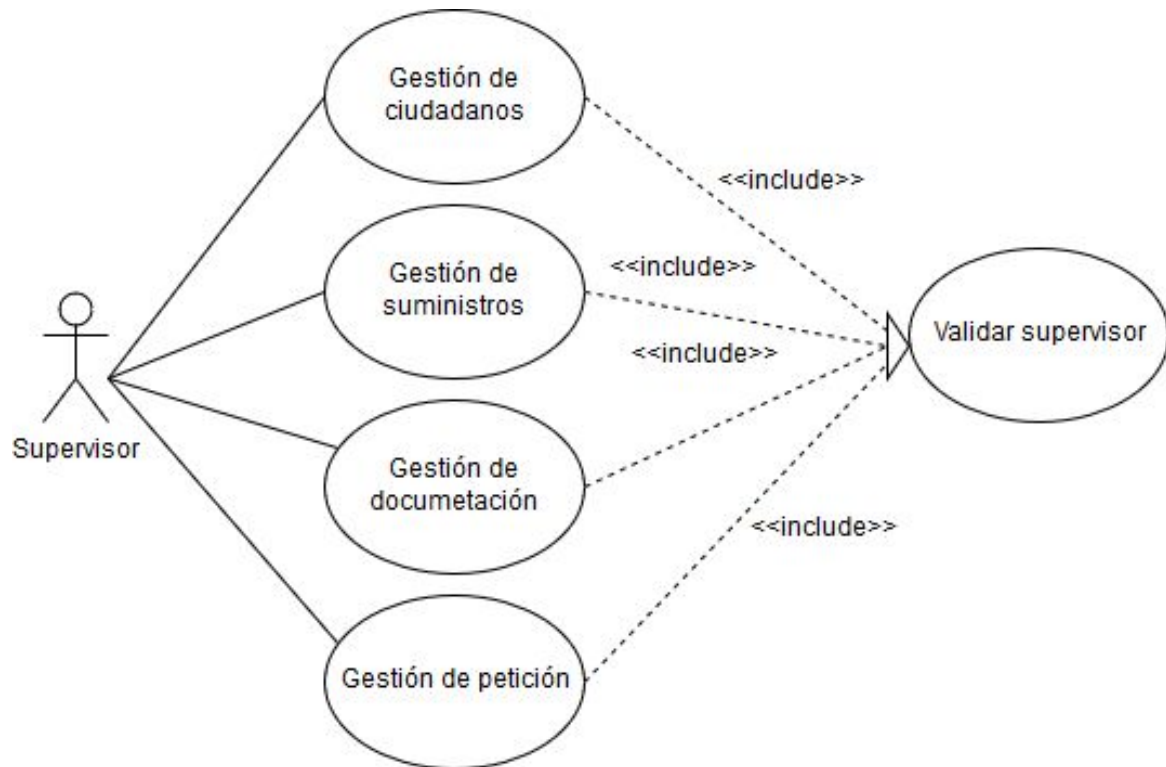 Gestión de
ciudadanos
<<include>>
Gestión de
suministros
<<include>>
Validar supervisor
<<include>>
Supervisor
Gestión de
documetación
<<include>>
Gestión de petición